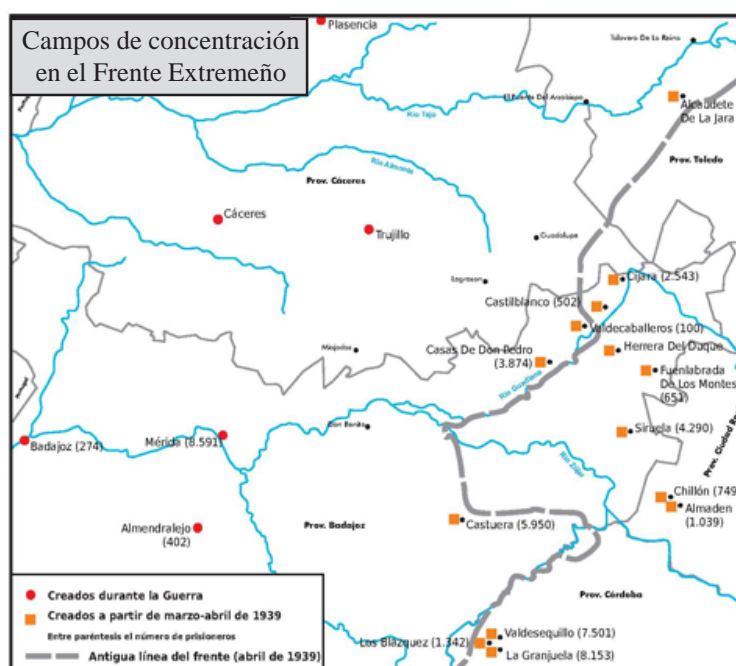 Campos de concentración
en el Frente Extremeño
Plasencia
Talavera De La Reina
El Puente Del Arzobispo
Alcaudete
De La Jara
Río Tajo
Prov. Toledo
Río Almonte
Prov. Cáceres
Cáceres
Trujillo
Guadalupe
Logrosan
Cijara (2.543)
Castilblanco (502)
Valdecaballeros (100)
Miajadas
Casas De Don Pedro
(3.874)
Herrera Del Duque
Fuenlabrada
De Los Montes
(651)
Río Guadiana
Portugal
Don Benito
Siruela (4.290)
Badajoz (274)
Mérida (8.591)
Prov. Ciudad
Río Zújar
Chillón (749
Almaden
(1.039)
Almendralejo
(402)
Prov. Badajoz
Castuera (5.950)
Prov. Córdoba
Creados durante la Guerra
Creados a partir de marzo-abril de 1939
Entre paréntesis el número de prisioneros
Antigua línea del frente (abril de 1939)
Valdesequillo (7.501)
Los Blázquez (1.342)
La Granjuela (8.153)